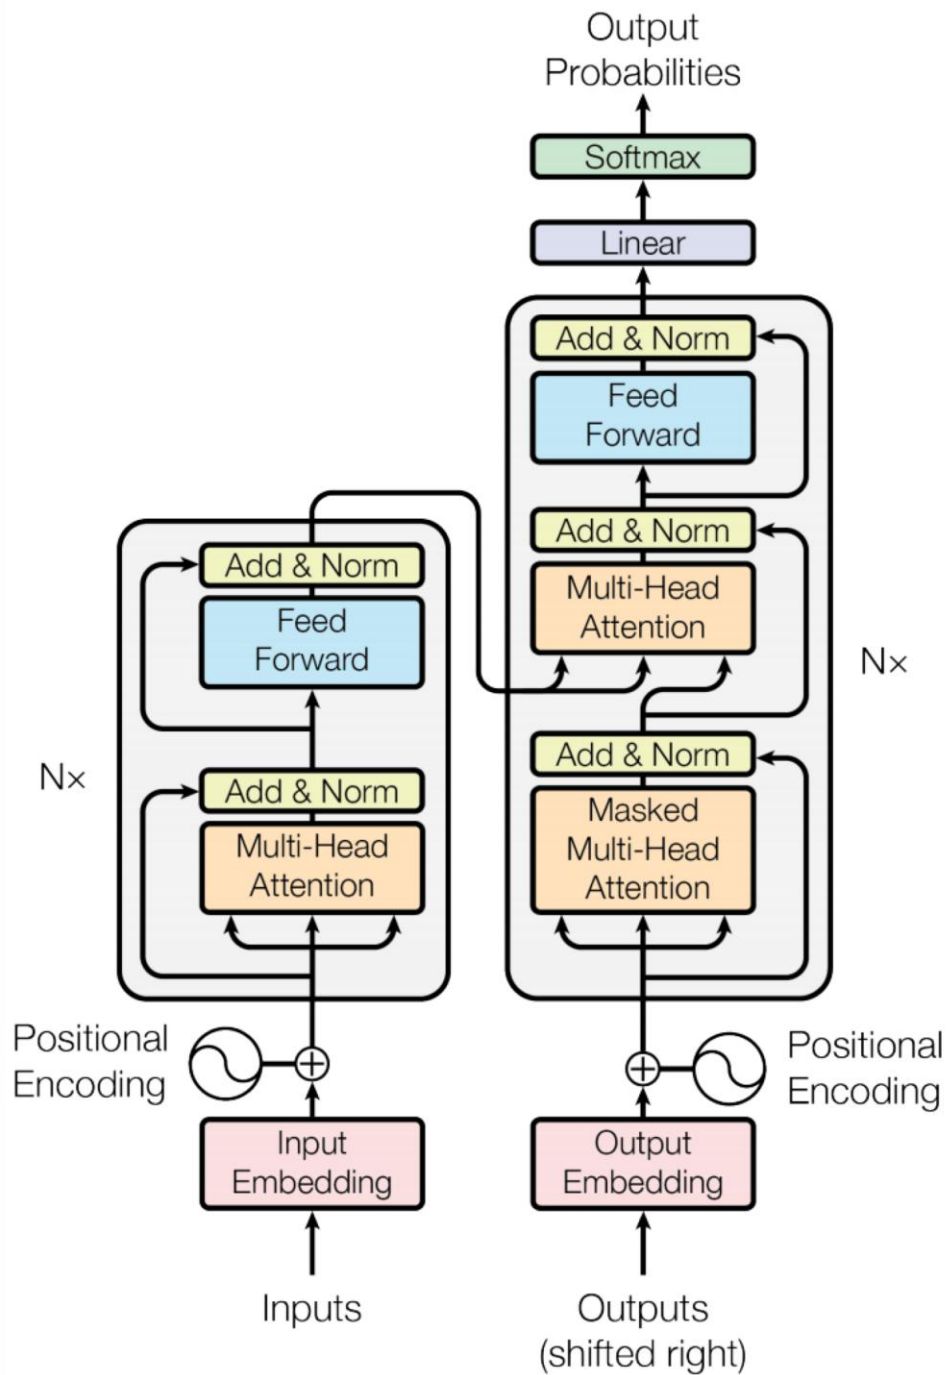 Output
Probabilities
Softmax
Linear
Add & Norm
Feed
Forward
Add & Norm
Multi-Head
Attention
Add & Norm
Masked
Multi-Head
Attention
Nx
Add & Norm
Feed
Forward
Add & Norm
Multi-Head
Attention
Nx
Positional
Encoding
Positional
Encoding
Input
Embedding
Output
Embedding
Inputs
Outputs
(shifted right)